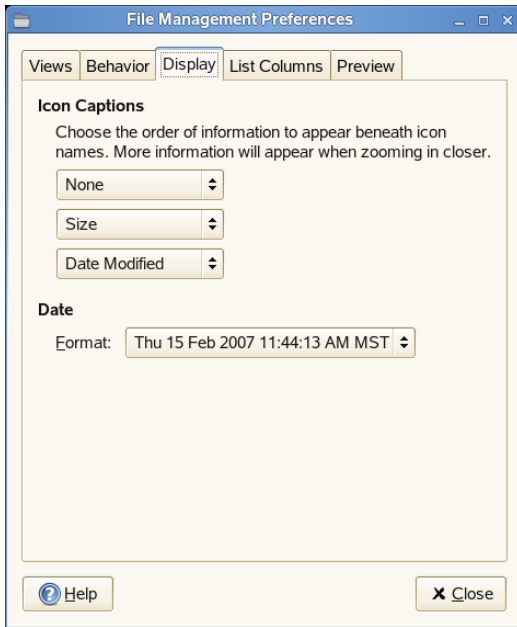 File Management Preferences
Views Behavior Display List Columns Preview
Icon Captions
Choose the order of information to appear beneath icon
names. More information will appear when zooming in closer.
None
Size
Date Modified
Date
Format: Thu 15 Feb 2007 11:44:13 AM MST
Help Close